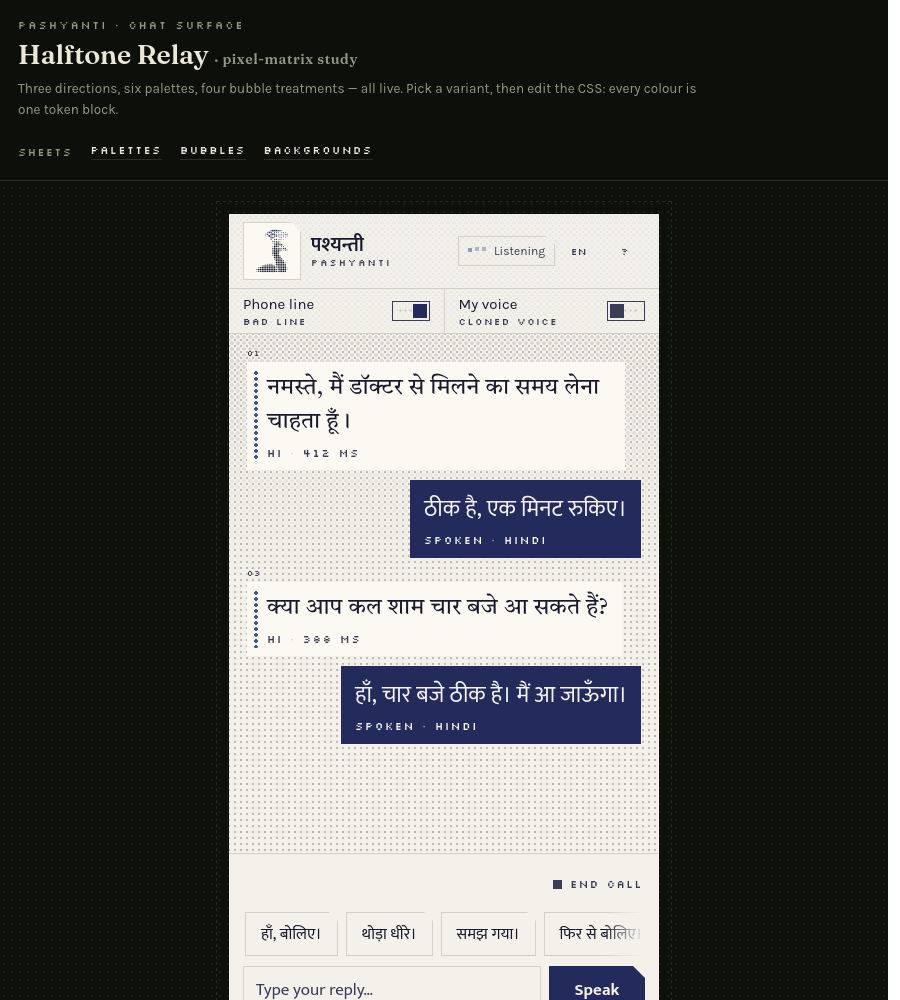 PASHYANTI · CHAT SURFACE
Halftone Relay · pixel-matrix study
Three directions, six palettes, four bubble treatments — all live. Pick a variant, then edit the CSS: every colour is
one token block.
SHEETS PALETTES BUBBLES BACKGROUNDS
पश्यन्ती
PASHYANTI
Listening EN ?
Phone line
BAD LINE
My voice
CLONED VOICE
01
नमस्ते, मैं डॉक्टर से मिलने का समय लेना
चाहता हूँ।
HI · 412 MS
ठीक है, एक मिनट रुकिए।
SPOKEN · HINDI
03
क्या आप कल शाम चार बजे आ सकते हैं?
HI · 388 MS
हाँ, चार बजे ठीक है। मैं आ जाऊँगा।
SPOKEN · HINDI
END CALL
हाँ, बोलिए। थोड़ा धीरे। समझ गया। फिर से बोलिए।
Type your reply… Speak